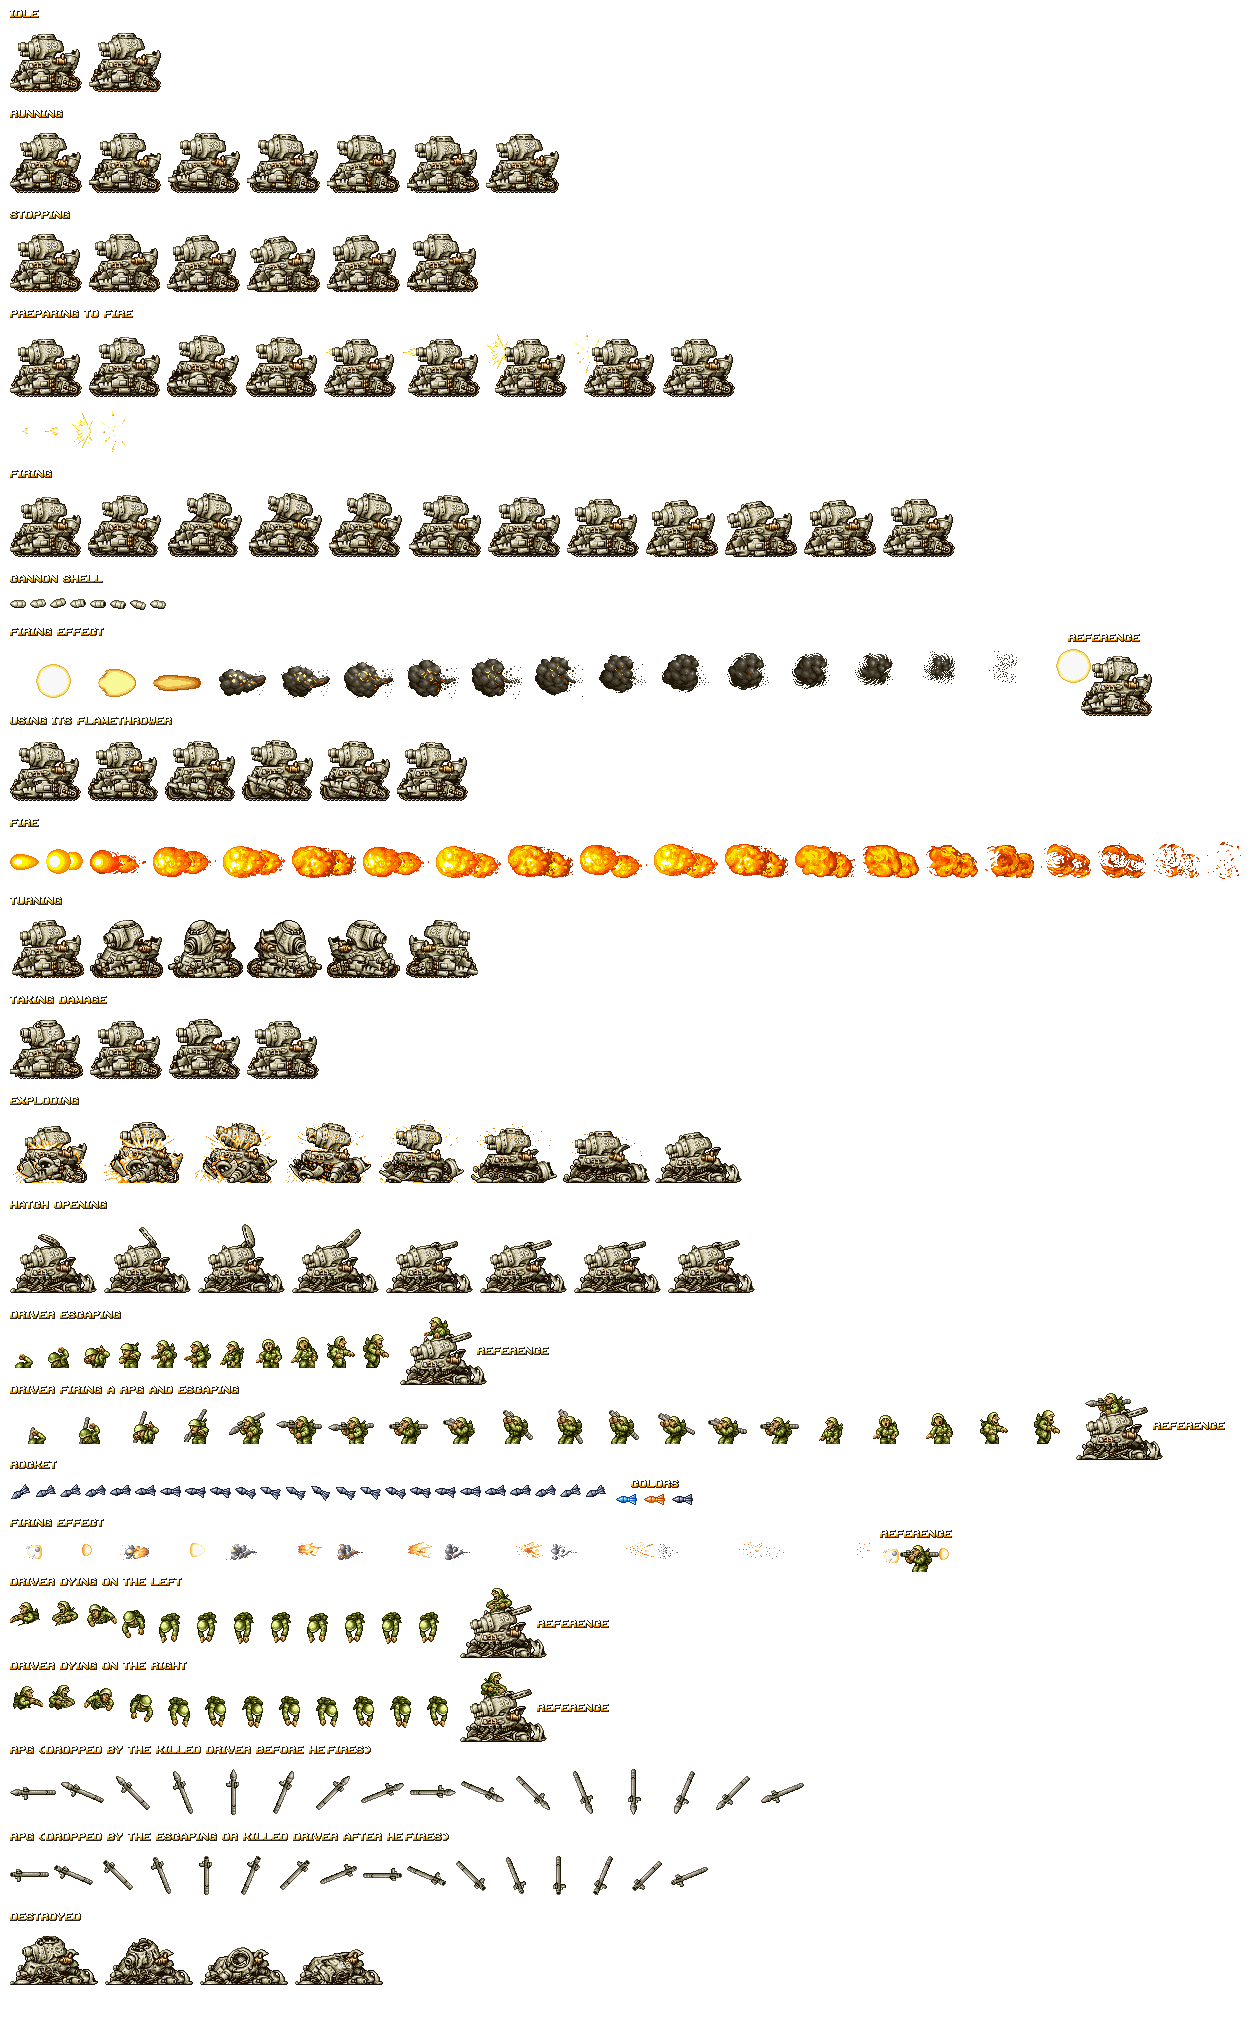 IDLE
RUNNING
STOPPING
PREPARING TO FIRE
FIRING
CANNON SHELL
FIRING EFFECT
REFERENCE
USING ITS FLAMETHROWER
FIRE
TURNING
TAKING DAMAGE
EXPLODING
HATCH OPENING
DRIVER ESCAPING
REFERENCE
DRIVER FIRING A RPG AND ESCAPING
REFERENCE
ROCKET
COLORS
FIRING EFFECT
REFERENCE
DRIVER DYING ON THE LEFT
REFERENCE
DRIVER DYING ON THE RIGHT
REFERENCE
RPG (DROPPED BY THE KILLED DRIVER BEFORE HE FIRES)
RPG (DROPPED BY THE ESCAPING OR KILLED DRIVER AFTER HE FIRES)
DESTROYED